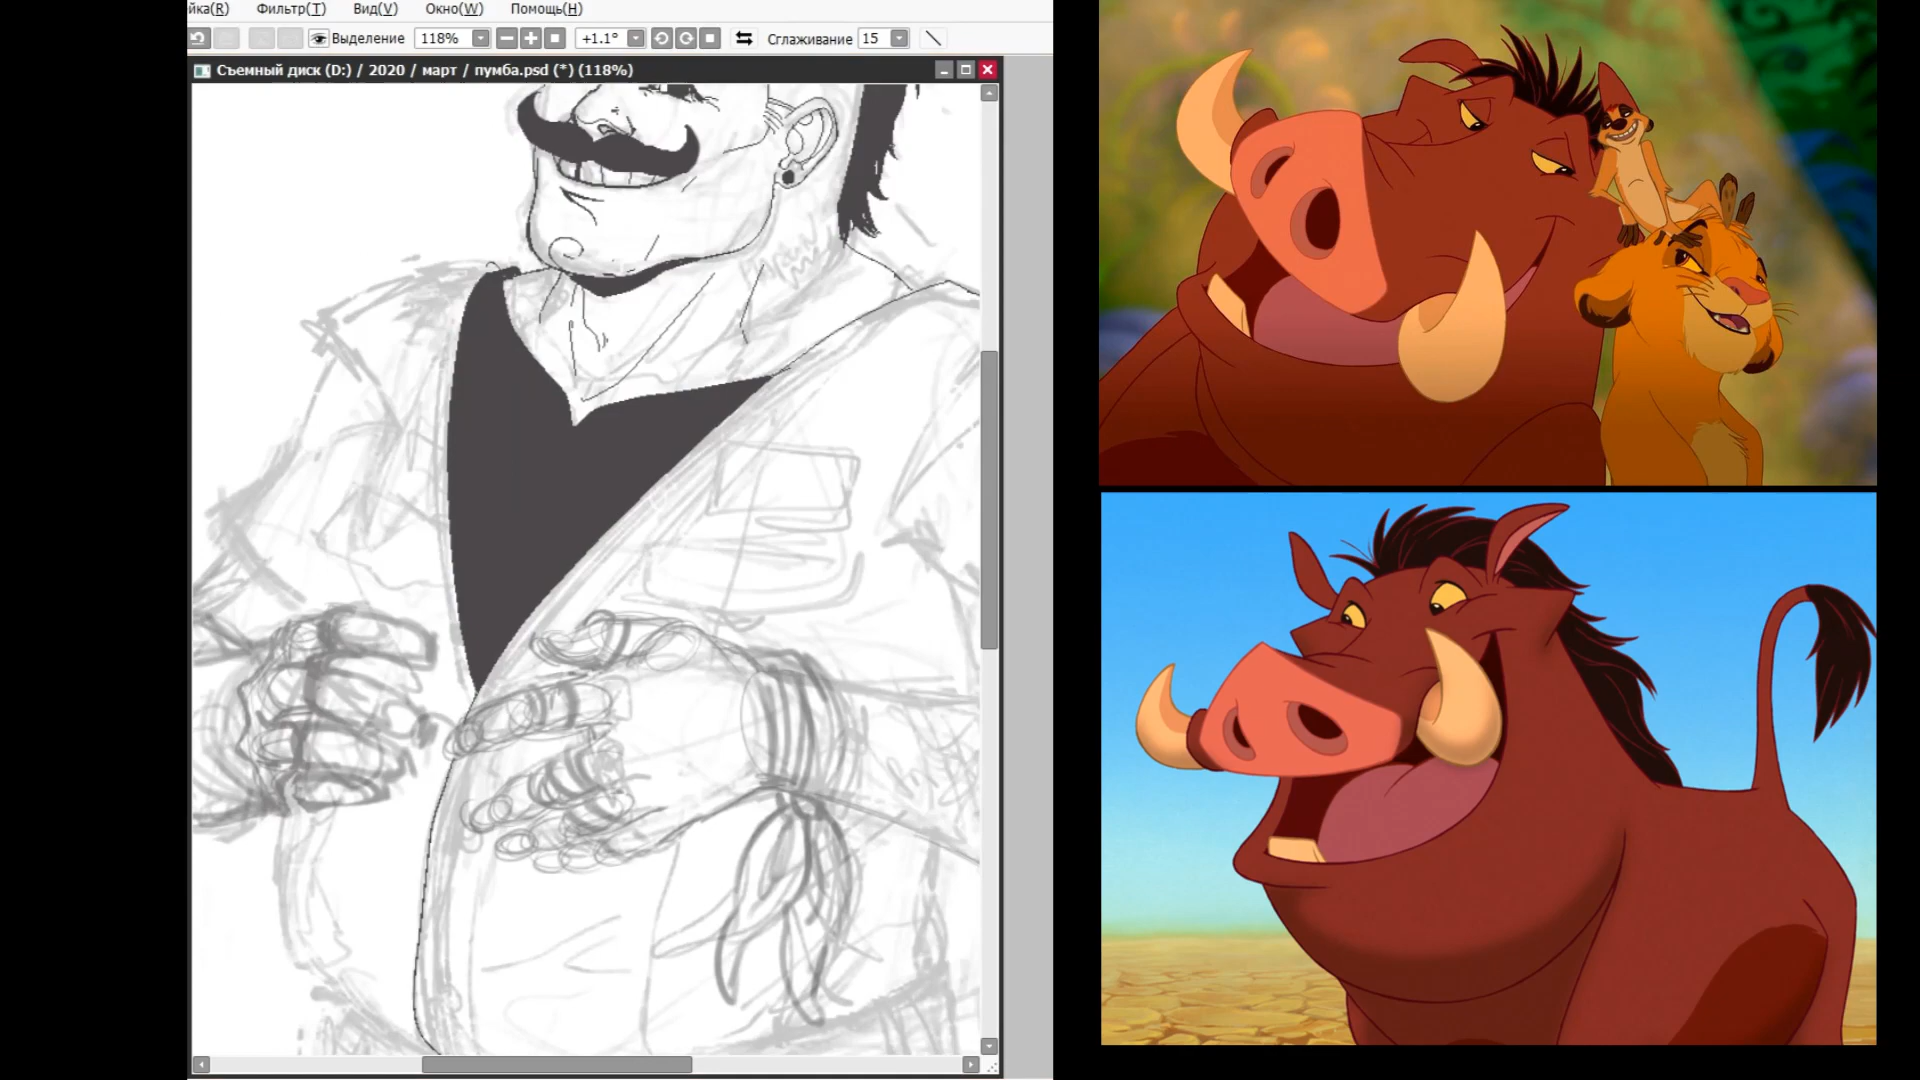 йка(R) Фильтр(T) Вид(V) Окно(W) Помощь(H)
Выделение 118% +1.1° Сглаживание 15
Съемный диск (D:) / 2020 / март / пумба.psd (*) (118%)